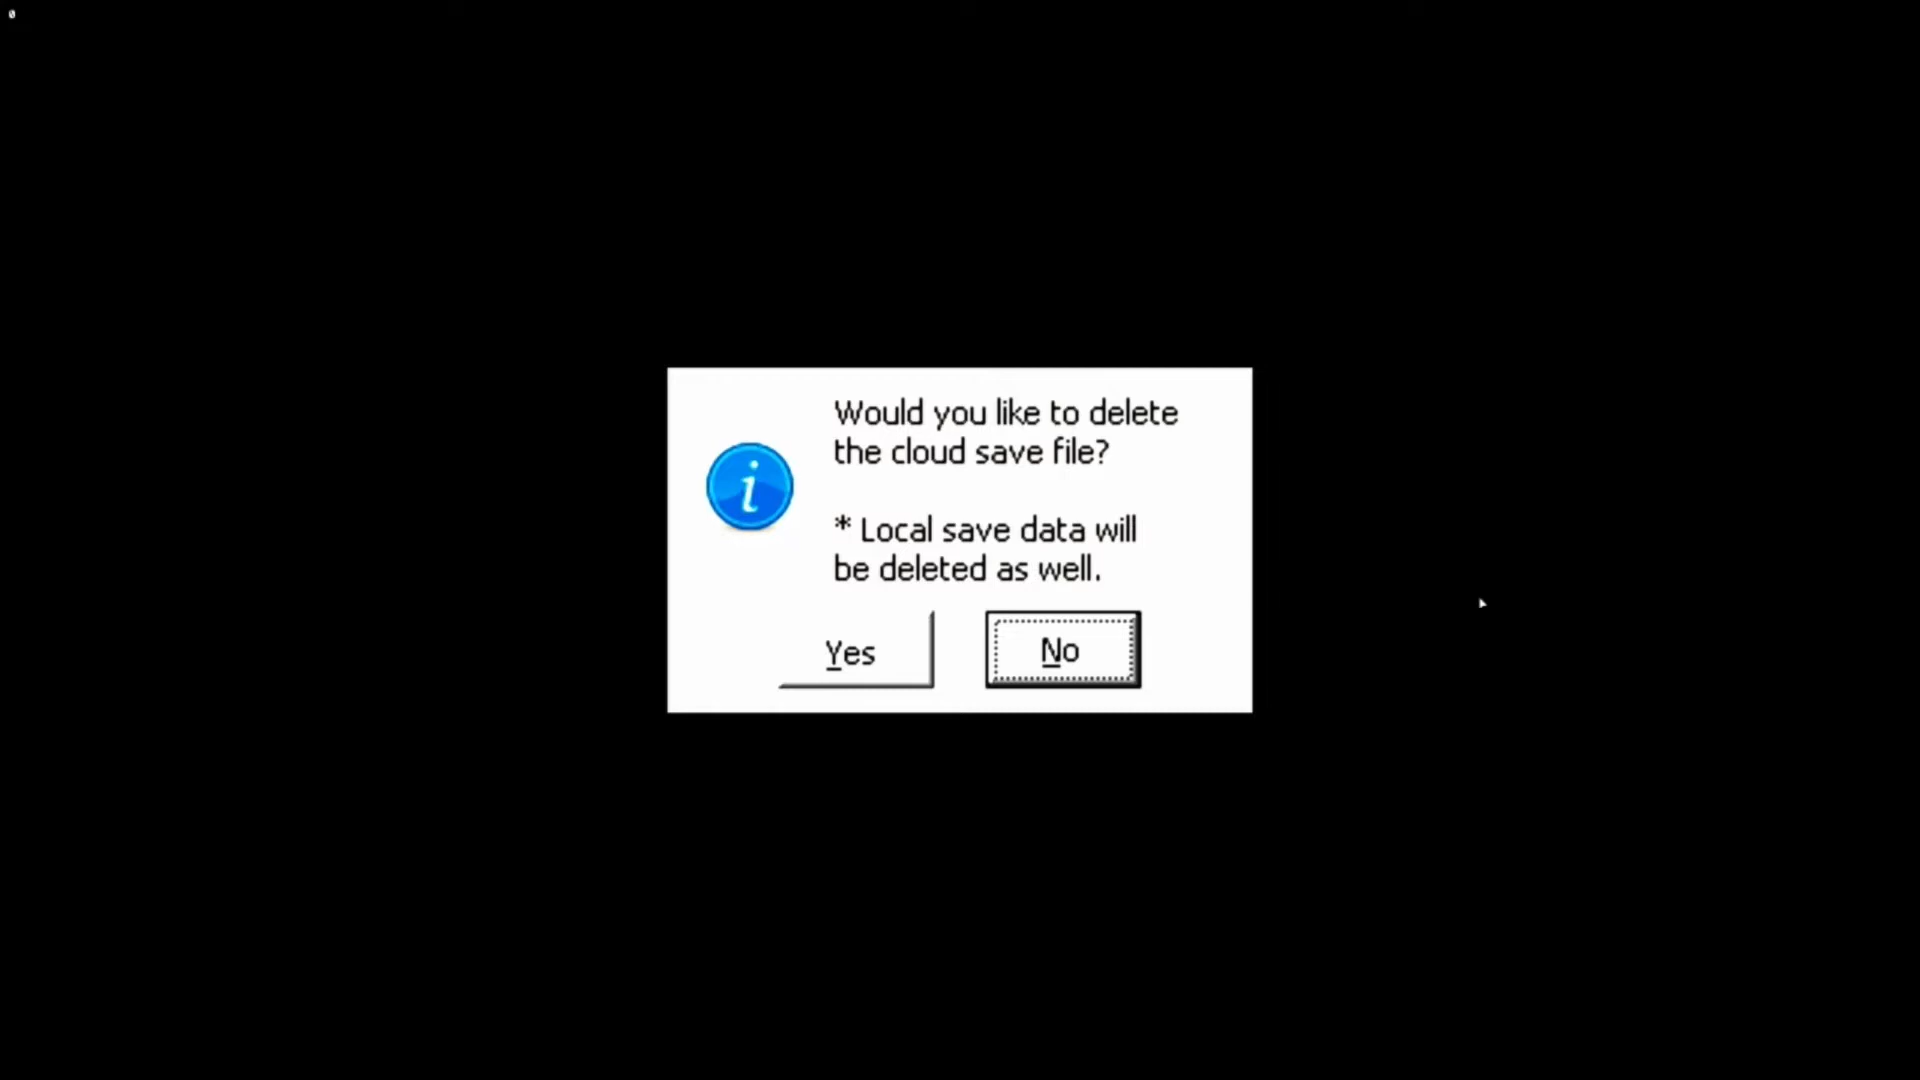 Would you like to delete
the cloud save file?
* Local save data will
be deleted as well.
Yes
No